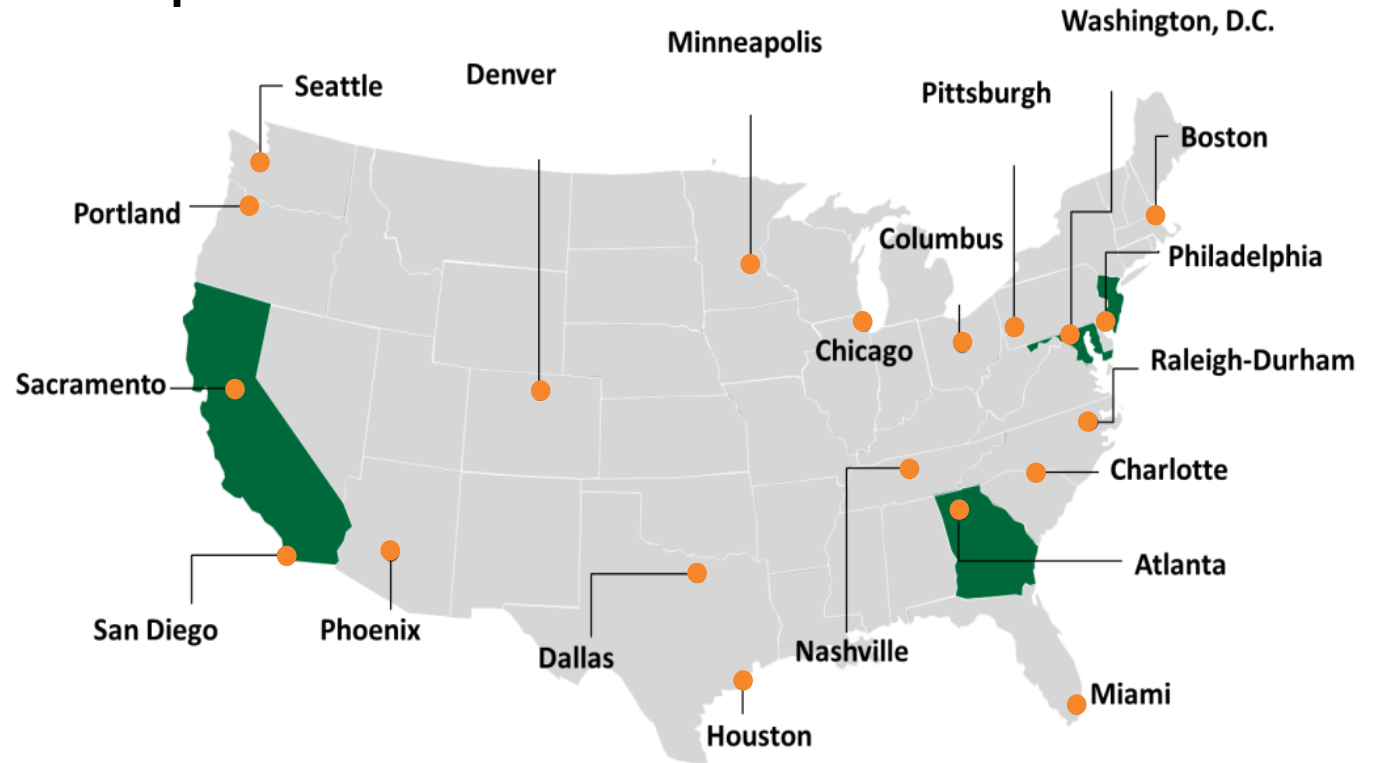 Washington, D.C.
Minneapolis
Denver
Seattle
Pittsburgh
Boston
Portland
Columbus
Philadelphia
Chicago
Raleigh-Durham
Sacramento
Charlotte
Atlanta
San Diego
Phoenix
Dallas
Nashville
Miami
Houston